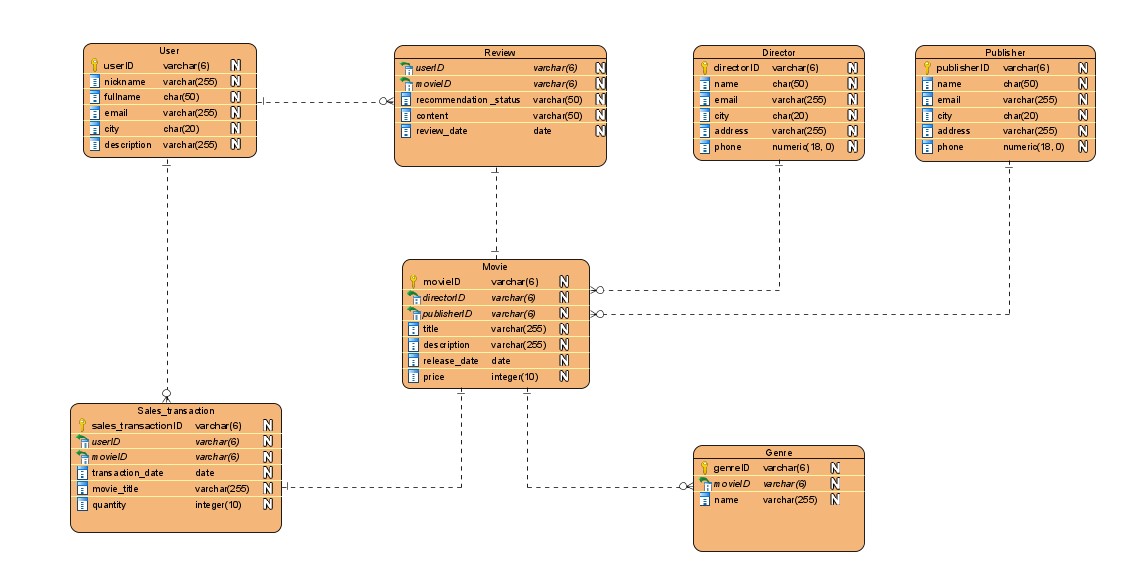 User
userID varchar(6) N
nickname varchar(255) N
fullname char(50) N
email varchar(255) N
city char(20) N
description varchar(255) N
Review
userID varchar(6) N
movieID varchar(6) N
recommendation _status varchar(50) N
content varchar(50) N
review_date date N
Director
directorID varchar(6) N
name char(50) N
email varchar(255) N
city char(20) N
address varchar(255) N
phone numeric(18, 0) N
Publisher
publisherID varchar(6) N
name char(50) N
email varchar(255) N
city char(20) N
address varchar(255) N
phone numeric(18, 0) N
Movie
movieID varchar(6) N
directorID varchar(6) N
publisherID varchar(6) N
title varchar(255) N
description varchar(255) N
release_date date N
price integer(10) N
Sales_transaction
sales_transactionID varchar(6) N
userID varchar(6) N
movieID varchar(6) N
transaction_date date N
movie_title varchar(255) N
quantity integer(10) N
Genre
genreID varchar(6) N
movieID varchar(6) N
name varchar(255) N